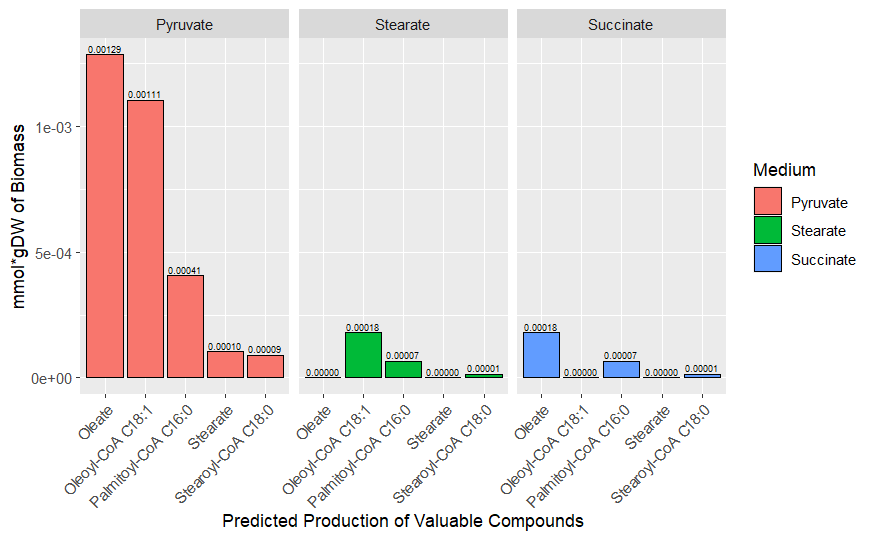 Pyruvate
Stearate
Succinate
mmol*gDW of Biomass
1e-03
5e-04
0e+00
0.00129
0.00111
0.00041
0.00010
0.00009
0.00000
0.00018
0.00007
0.00000
0.00001
0.00018
0.00000
0.00007
0.00000
0.00001
Oleate
Oleoyl-CoA C18:1
Palmitoyl-CoA C16:0
Stearate
Stearoyl-CoA C18:0
Oleate
Oleoyl-CoA C18:1
Palmitoyl-CoA C16:0
Stearate
Stearoyl-CoA C18:0
Oleate
Oleoyl-CoA C18:1
Palmitoyl-CoA C16:0
Stearate
Stearoyl-CoA C18:0
Predicted Production of Valuable Compounds
Medium
Pyruvate
Stearate
Succinate